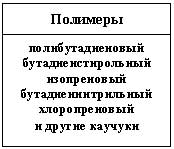 Полимеры
полибутадиеновый
бутадиенстирольный
изопреновый
бутадиеннитрильный
хлоропреновый
и другие каучуки